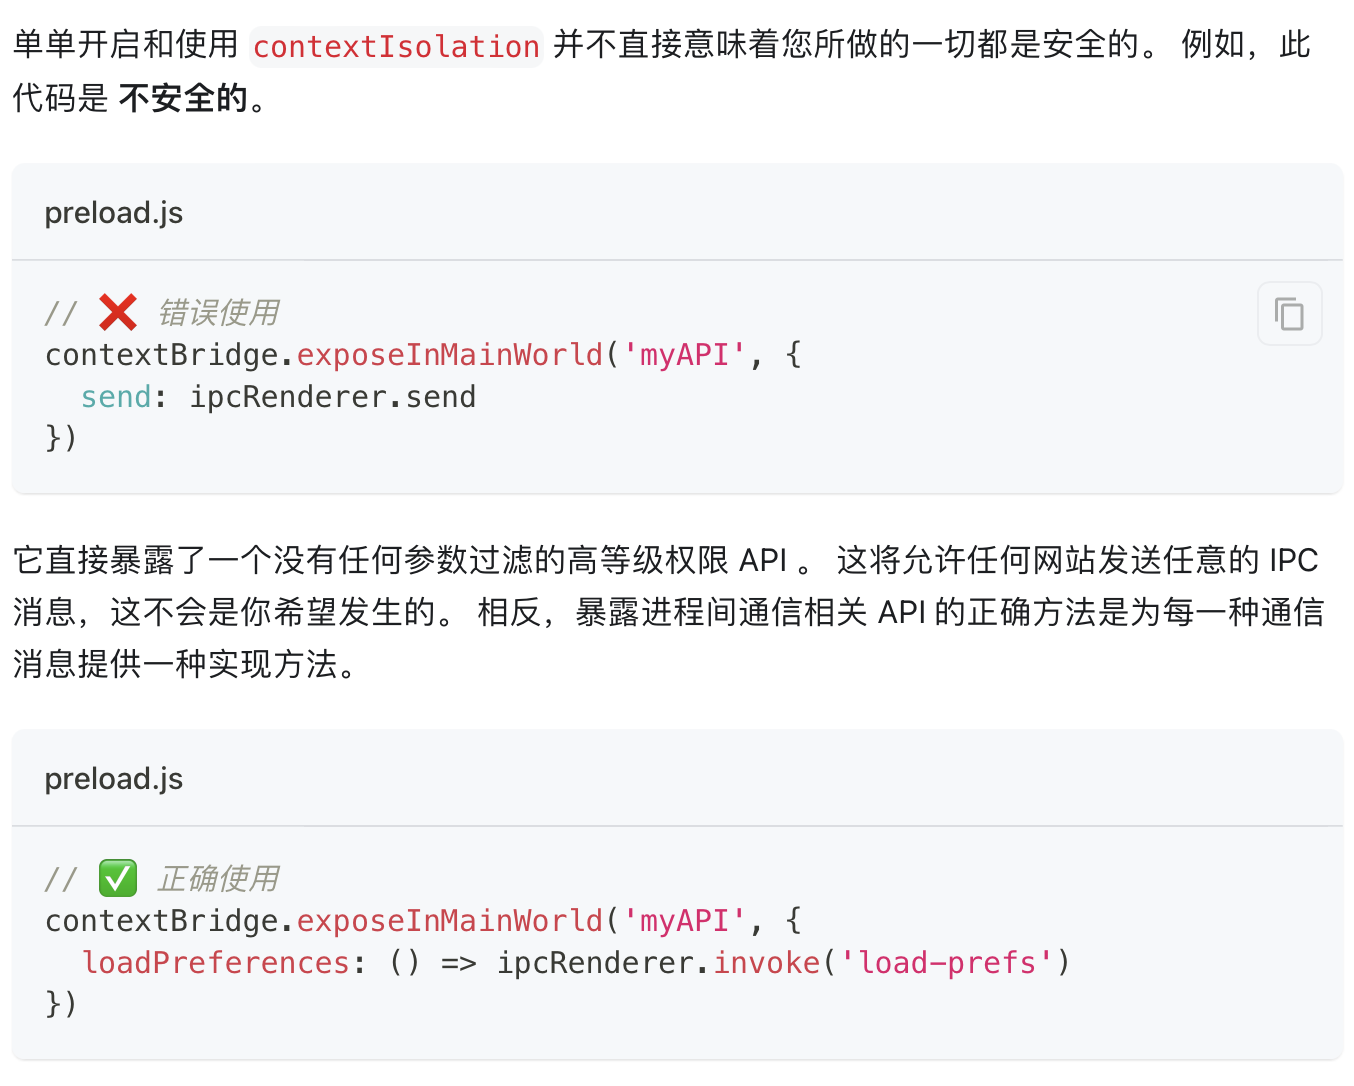 单单开启和使用 contextIsolation 并不直接意味着您所做的一切都是安全的。 例如，此
代码是 不安全的。
preload.js
// ❌ 错误使用
contextBridge.exposeInMainWorld('myAPI', {
  send: ipcRenderer.send
})
它直接暴露了一个没有任何参数过滤的高等级权限 API 。 这将允许任何网站发送任意的 IPC
消息，这不会是你希望发生的。 相反，暴露进程间通信相关 API 的正确方法是为每一种通信
消息提供一种实现方法。
preload.js
// ✅ 正确使用
contextBridge.exposeInMainWorld('myAPI', {
  loadPreferences: () => ipcRenderer.invoke('load-prefs')
})